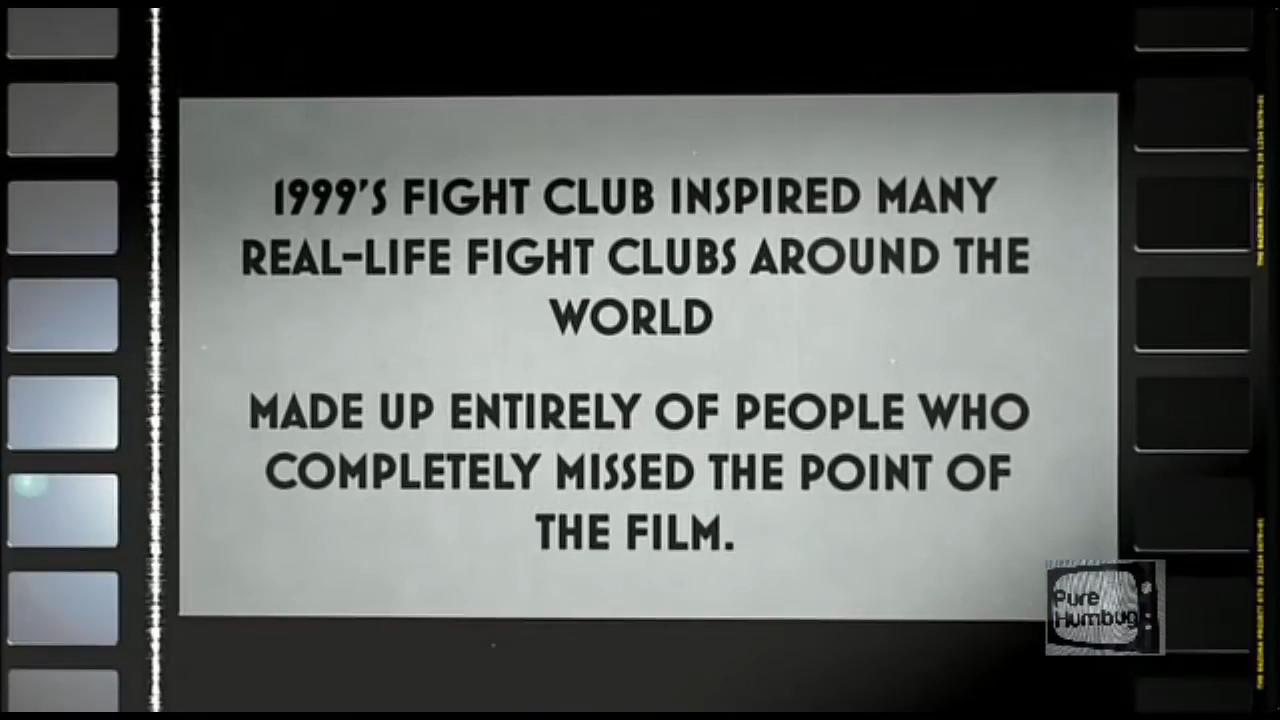 1999'S FIGHT CLUB INSPIRED MANY
REAL-LIFE FIGHT CLUBS AROUND THE
WORLD
MADE UP ENTIRELY OF PEOPLE WHO
COMPLETELY MISSED THE POINT OF
THE FILM.
Pure
Humbug